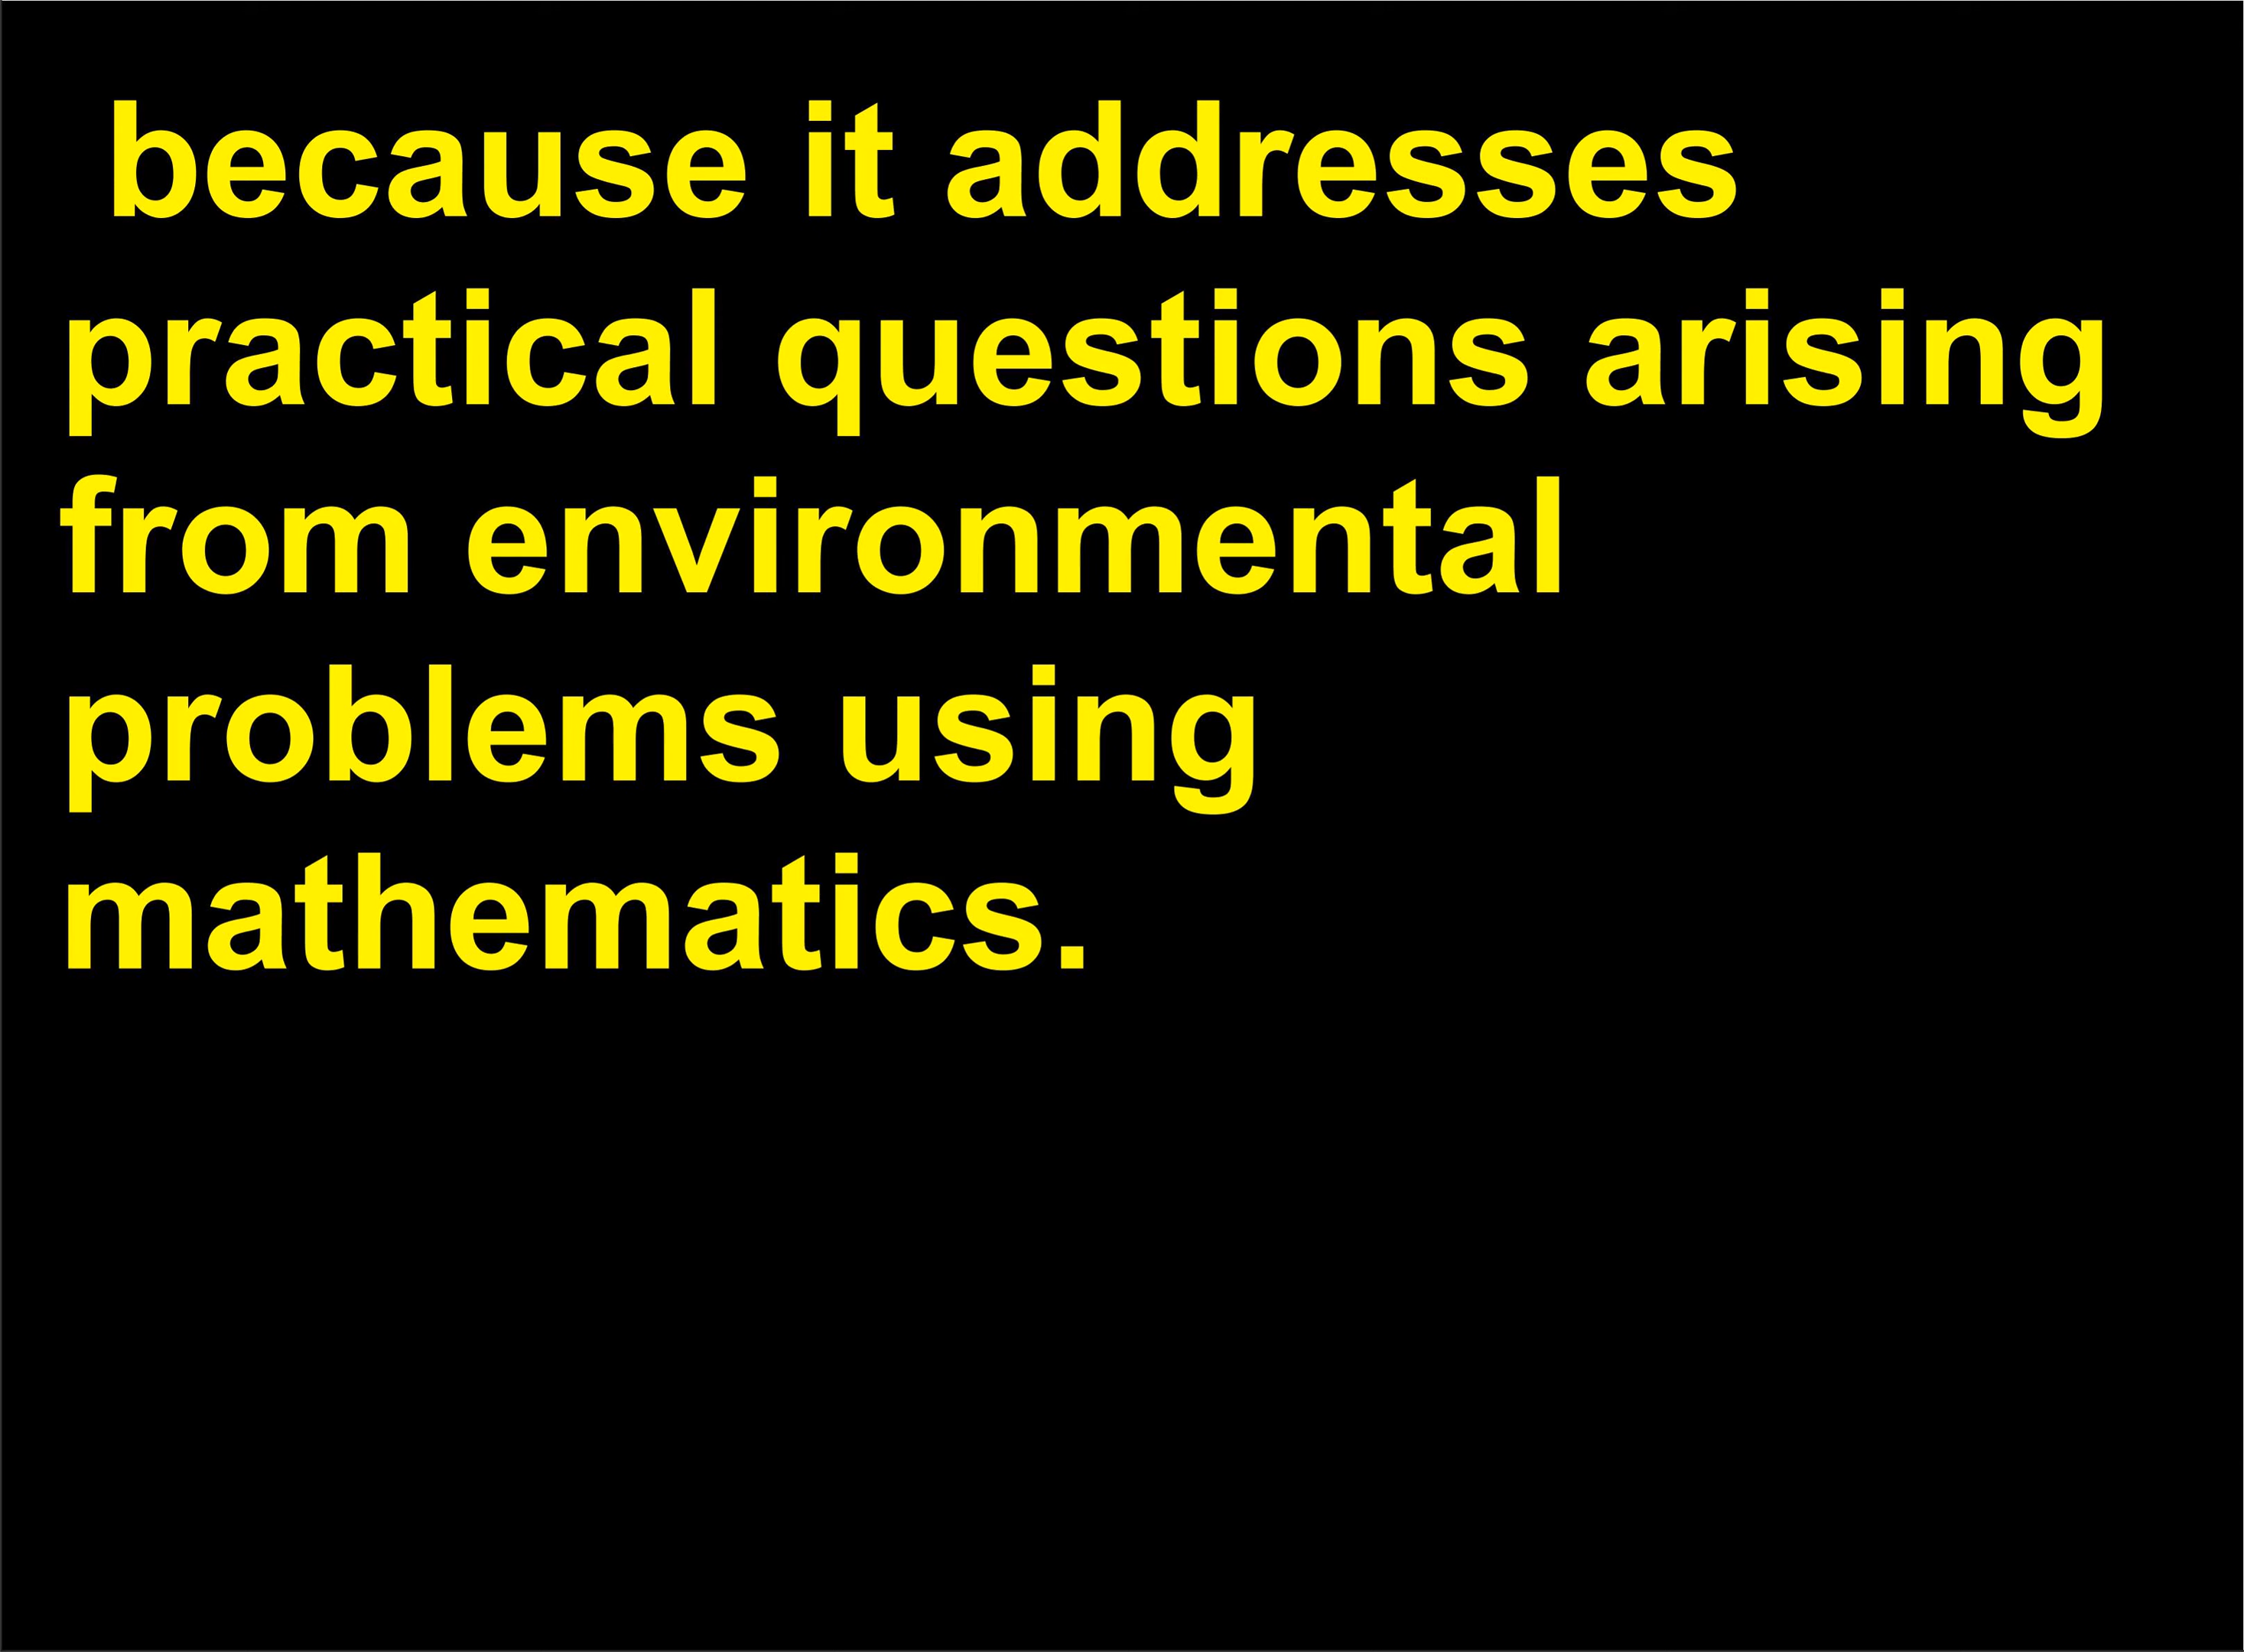 because it addresses
practical questions arising
from environmental
problems using
mathematics.